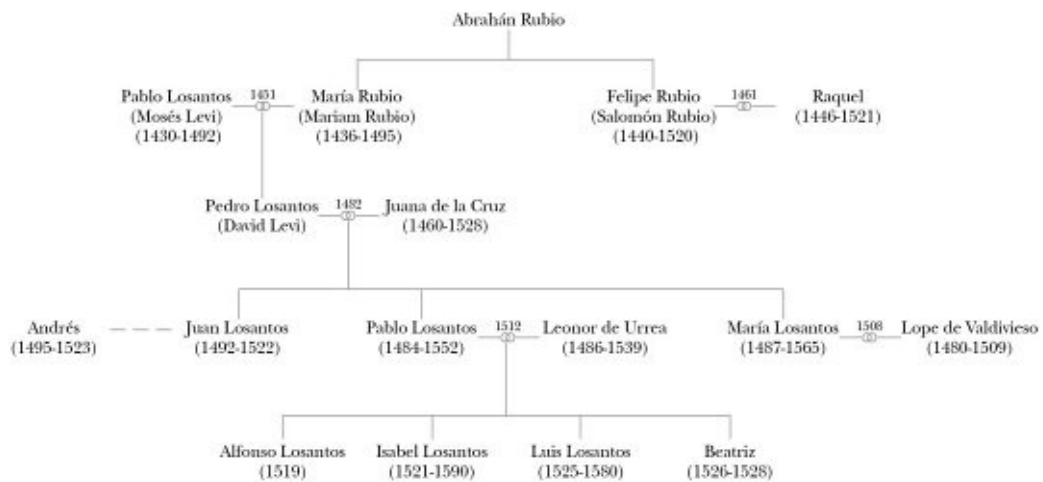 Abrahán Rubio
Pablo Losantos
(Mosés Levi)
(1430-1492)
1451
María Rubio
(Mariam Rubio)
(1436-1495)
Felipe Rubio
(Salomón Rubio)
(1440-1520)
1461
Raquel
(1446-1521)
Pedro Losantos
(David Levi)
1482
Juana de la Cruz
(1460-1528)
Andrés
(1495-1523)
Juan Losantos
(1492-1522)
Pablo Losantos
(1484-1552)
1512
Leonor de Urrea
(1486-1539)
María Losantos
(1487-1565)
1508
Lope de Valdivieso
(1480-1509)
Alfonso Losantos
(1519)
Isabel Losantos
(1521-1590)
Luis Losantos
(1525-1580)
Beatriz
(1526-1528)